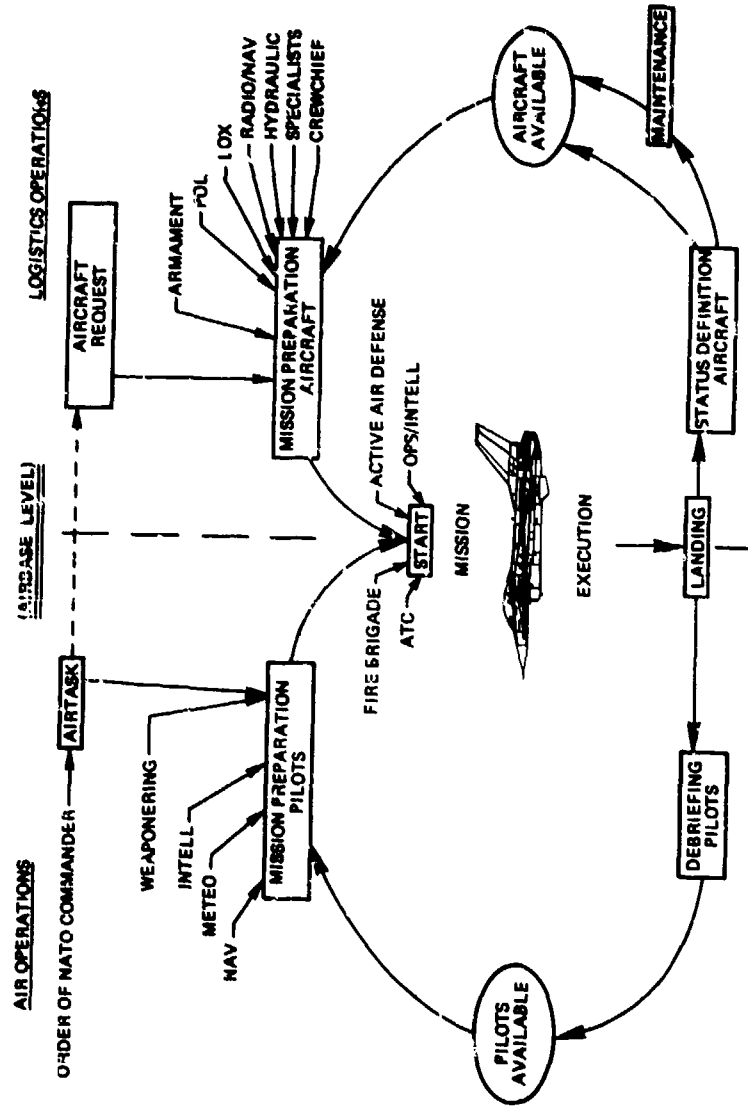 AIR OPERATIONS
(AIRBASE LEVEL)
LOGISTICS OPERATIONS
ORDER OF NATO COMMANDER
AIRTASK
AIRCRAFT
REQUEST
WEAPONERING
INTELL
METEO
NAV
ARMAMENT
POL
LOX
RADIO/NAV
HYDRAULIC
SPECIALISTS
CREWCHIEF
MISSION PREPARATION
PILOTS
MISSION PREPARATION
AIRCRAFT
FIRE BRIGADE
ATC
START
ACTIVE AIR DEFENSE
OPS/INTELL
MISSION
EXECUTION
PILOTS
AVAILABLE
AIRCRAFT
AVAILABLE
MAINTENANCE
DEBRIEFING
PILOTS
LANDING
STATUS DEFINITION
AIRCRAFT